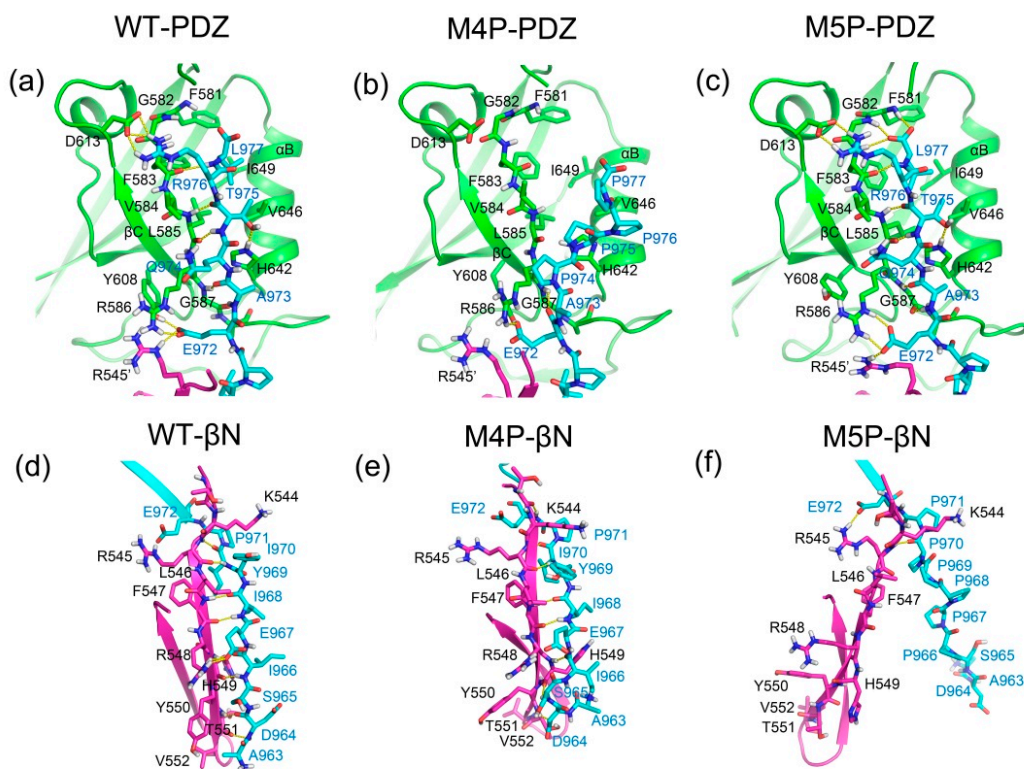 WT-PDZ
M4P-PDZ
M5P-PDZ
(a)
G582
F581
D613
L977
αB
F583
R976
I649
T975
V584
V646
βC
L585
Q974
H642
Y608
A973
G587
R586
E972
R545'
(b)
G582
F581
D613
αB
F583
I649
P977
V584
V646
L585
P976
βC
P975
Y608
P974
H642
R586
G587
A973
E972
R545'
(c)
G582
F581
D613
L977
αB
F583
I649
R976
T975
V584
V646
βC
L585
Q974
H642
Y608
A973
G587
R586
E972
R545'
WT-βN
M4P-βN
M5P-βN
(d)
K544
E972
P971
R545
I970
L546
Y969
F547
I968
E967
R548
I966
H549
S965
Y550
T551
D964
V552
A963
(e)
E972
K544
P971
R545
I970
L546
Y969
F547
I968
E967
R548
H549
I966
Y550
S965
A963
T551
V552
D964
(f)
E972
P971
K544
R545
P970
L546
P969
P968
F547
P967
R548
P966
S965
H549
A963
Y550
D964
V552
T551